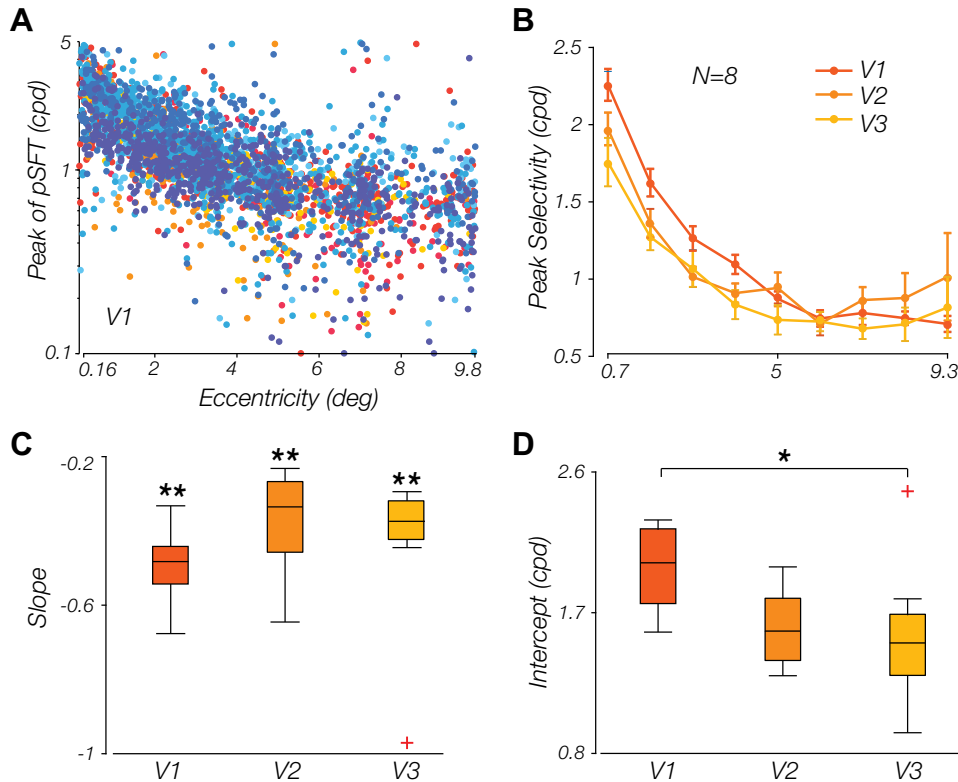 A
Peak of pSFT (cpd)
5
1
0.1
V1
0.16 2 4 6 8 9.8
Eccentricity (deg)
B
Peak Selectivity (cpd)
2.5
2
1.5
1
0.5
N=8
V1
V2
V3
0.7 5 9.3
C
Slope
-0.2
-0.6
-1
** ** **
V1 V2 V3
D
Intercept (cpd)
2.6
1.7
0.8
*
V1 V2 V3